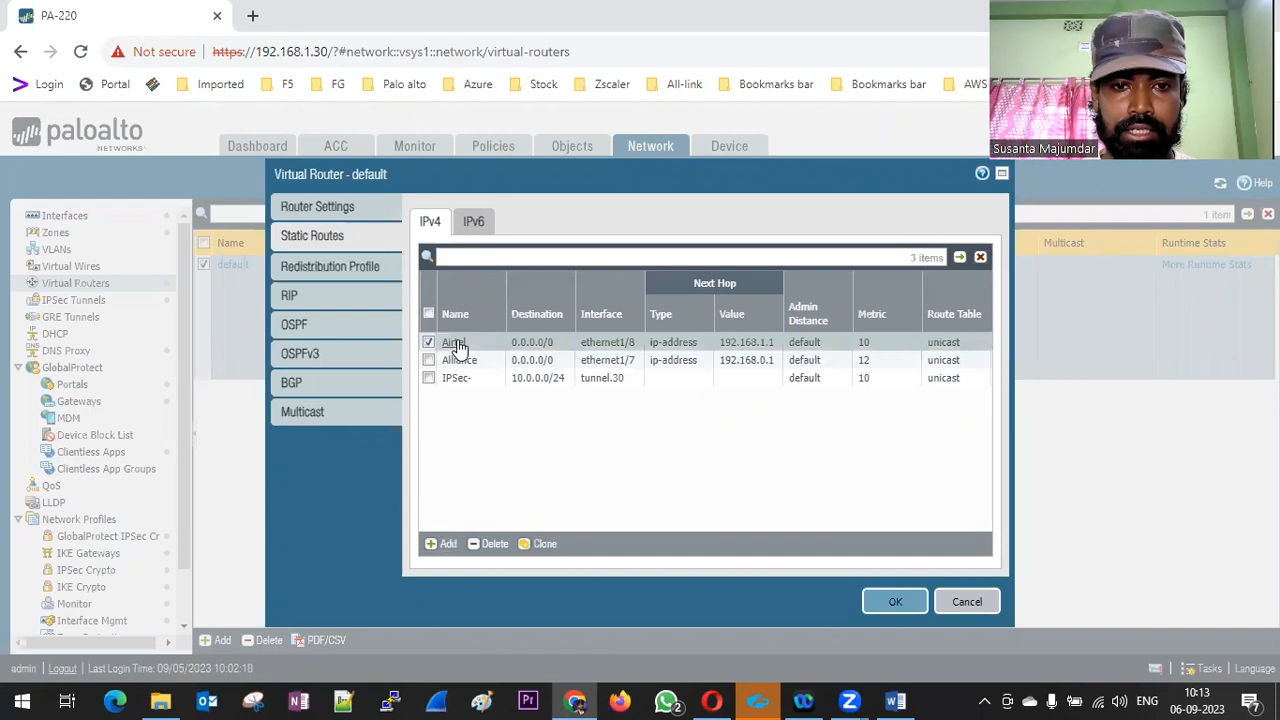 PA-220
Not secure https://192.168.1.30/?#network::vsys1::network/virtual-routers
Login Portal Imported F5 FG Palo alto Azure Stock Zscaler All-link Bookmarks bar Bookmarks bar AWS
Susanta Majumdar
paloalto
NETWORKS
Dashboard ACC Monitor Policies Objects Network Device
Help
Virtual Router - default
Interfaces
Zones
VLANs
Virtual Wires
Virtual Routers
IPSec Tunnels
GRE Tunnels
DHCP
DNS Proxy
GlobalProtect
Portals
Gateways
MDM
Device Block List
Clientless Apps
Clientless App Groups
QoS
LLDP
Network Profiles
GlobalProtect IPSec Cr
IKE Gateways
IPSec Crypto
IKE Crypto
Monitor
Interface Mgmt
1 item
Name Multicast Runtime Stats
default More Runtime Stats
Router Settings
Static Routes
Redistribution Profile
RIP
OSPF
OSPFv3
BGP
Multicast
IPv4 IPv6
3 items
Next Hop
Name Destination Interface Type Value Admin Distance Metric Route Table
0.0.0.0/0 ethernet1/8 ip-address 192.168.1.1 default 10 unicast
0.0.0.0/0 ethernet1/7 ip-address 192.168.0.1 default 12 unicast
IPSec- 10.0.0.0/24 tunnel.30 default 10 unicast
Add Delete Clone
OK Cancel
Add Delete PDF/CSV
admin Logout Last Login Time: 09/05/2023 10:02:18 Tasks Language
2 ENG 10:13
06-09-2023 7